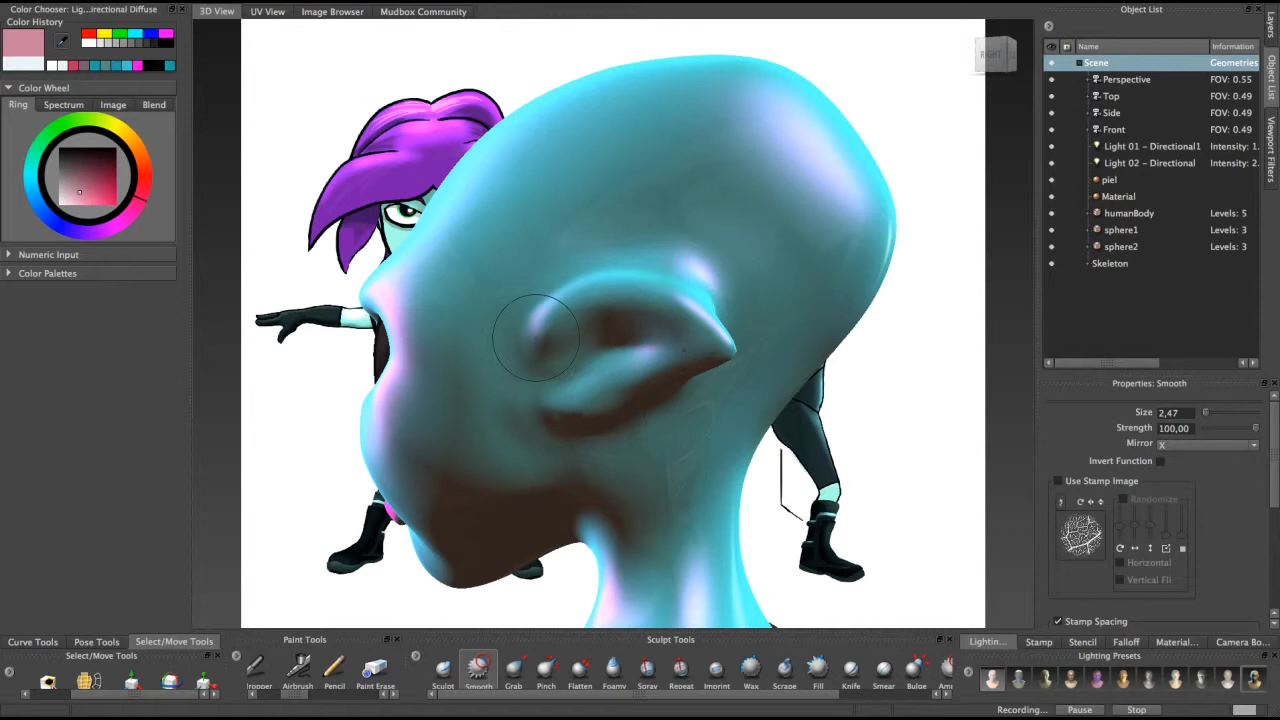 Color Chooser: Lig...irectional Diffuse
3D View
UV View
Image Browser
Mudbox Community
Object List
Color History
Color Wheel
Ring
Spectrum
Image
Blend
Numeric Input
Color Palettes
RIGHT
Name
Information
Scene
Geometries
Perspective
FOV: 0.55
Top
FOV: 0.49
Side
FOV: 0.49
Front
FOV: 0.49
Light 01 – Directional1
Intensity: 1.
Light 02 – Directional
Intensity: 2.
piel
Material
humanBody
Levels: 5
sphere1
Levels: 3
sphere2
Levels: 3
Skeleton
Layers
Object List
Viewport Filters
Properties: Smooth
Size
2,47
Strength
100,00
Mirror
X
Invert Function
Use Stamp Image
Randomize
Horizontal
Vertical Fli
Stamp Spacing
Curve Tools
Pose Tools
Select/Move Tools
Select/Move Tools
Paint Tools
Sculpt Tools
Lightin...
Stamp
Stencil
Falloff
Material...
Camera Bo...
Lighting Presets
Iropper
Airbrush
Pencil
Paint Erase
Sculpt
Smooth
Grab
Pinch
Flatten
Foamy
Spray
Repeat
Imprint
Wax
Scrape
Fill
Knife
Smear
Bulge
Am
Recording...
Pause
Stop